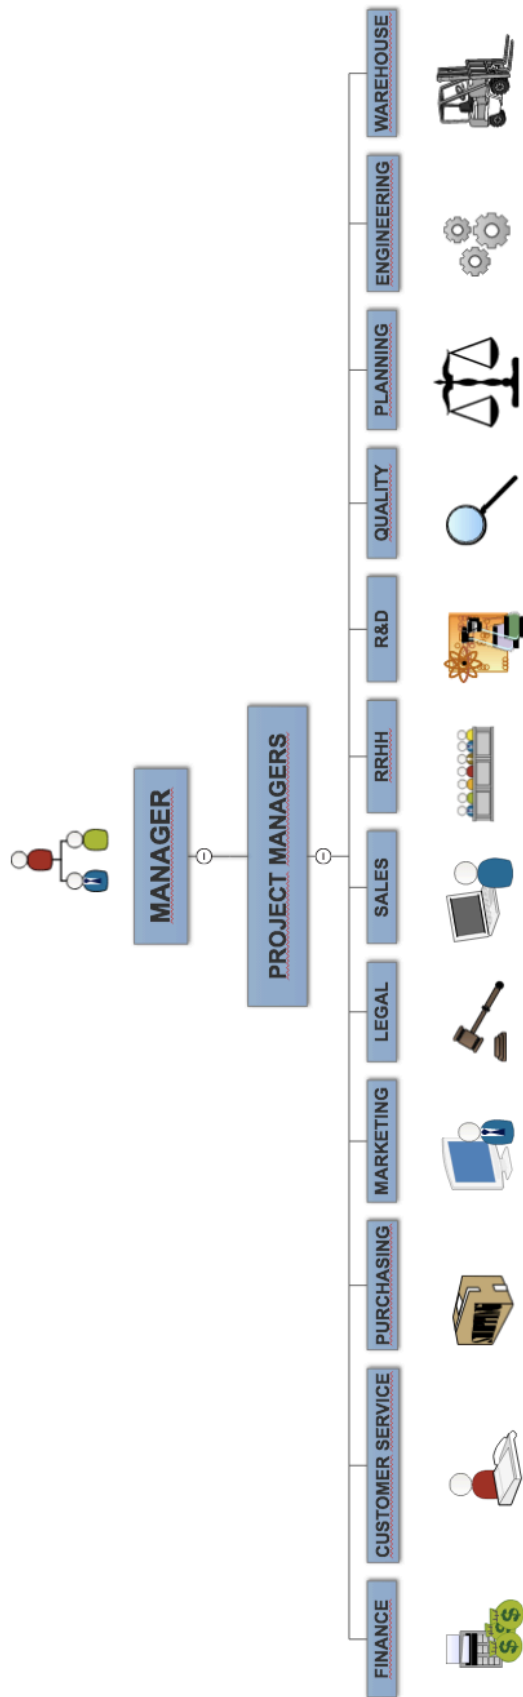 MANAGER
PROJECT MANAGERS
FINANCE
CUSTOMER SERVICE
PURCHASING
MARKETING
LEGAL
SALES
RRHH
R&D
QUALITY
PLANNING
ENGINEERING
WAREHOUSE